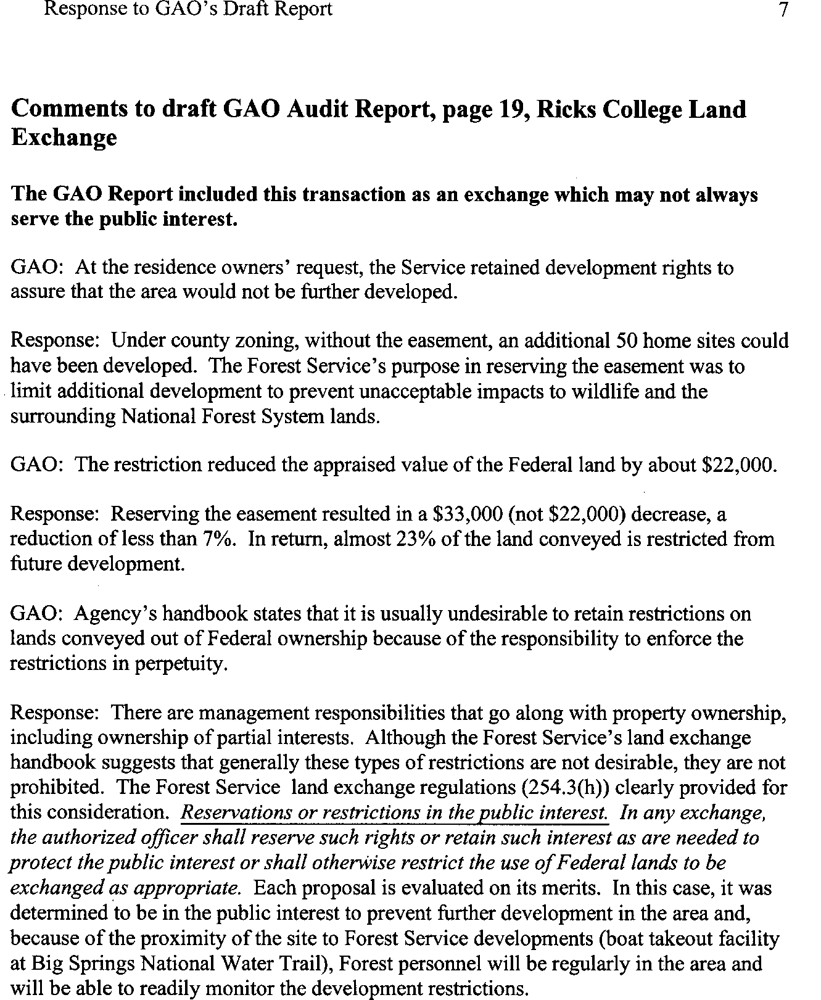 Response to GAO's Draft Report 7
Comments to draft GAO Audit Report, page 19, Ricks College Land
Exchange
The GAO Report included this transaction as an exchange which may not always
serve the public interest.
GAO: At the residence owners' request, the Service retained development rights to
assure that the area would not be further developed.
Response: Under county zoning, without the easement, an additional 50 home sites could
have been developed. The Forest Service's purpose in reserving the easement was to
limit additional development to prevent unacceptable impacts to wildlife and the
surrounding National Forest System lands.
GAO: The restriction reduced the appraised value of the Federal land by about $22,000.
Response: Reserving the easement resulted in a $33,000 (not $22,000) decrease, a
reduction of less than 7%. In return, almost 23% of the land conveyed is restricted from
future development.
GAO: Agency's handbook states that it is usually undesirable to retain restrictions on
lands conveyed out of Federal ownership because of the responsibility to enforce the
restrictions in perpetuity.
Response: There are management responsibilities that go along with property ownership,
including ownership of partial interests. Although the Forest Service's land exchange
handbook suggests that generally these types of restrictions are not desirable, they are not
prohibited. The Forest Service land exchange regulations (254.3(h)) clearly provided for
this consideration. Reservations or restrictions in the public interest. In any exchange,
the authorized officer shall reserve such rights or retain such interest as are needed to
protect the public interest or shall otherwise restrict the use of Federal lands to be
exchanged as appropriate. Each proposal is evaluated on its merits. In this case, it was
determined to be in the public interest to prevent further development in the area and,
because of the proximity of the site to Forest Service developments (boat takeout facility
at Big Springs National Water Trail), Forest personnel will be regularly in the area and
will be able to readily monitor the development restrictions.